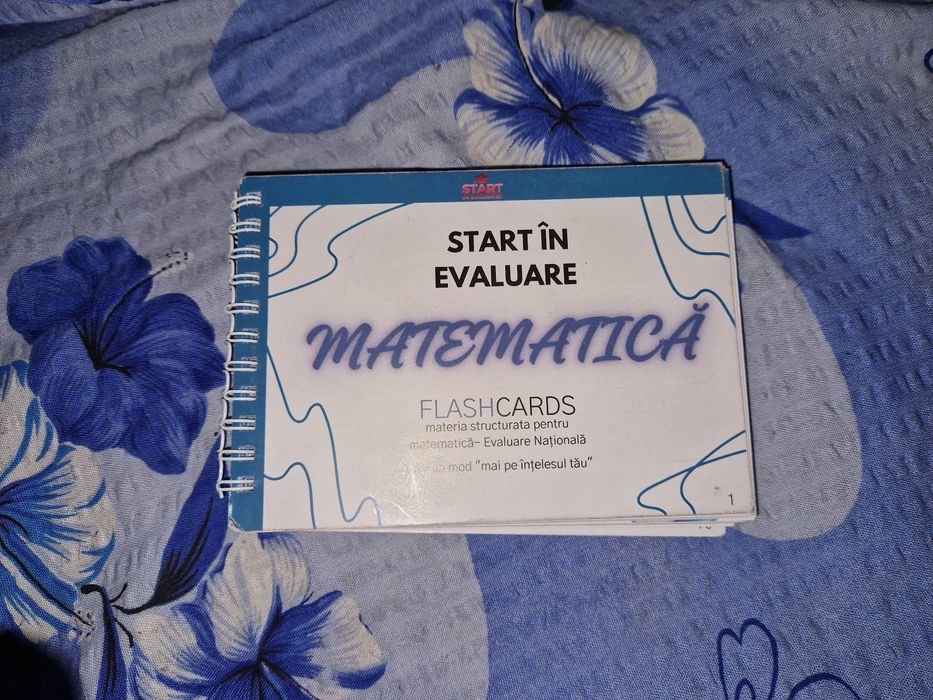 START
START ÎN
EVALUARE
MATEMATICĂ
FLASHCARDS
materia structurata pentru
matematică- Evaluare Națională
mod "mai pe înțelesul tău"
1